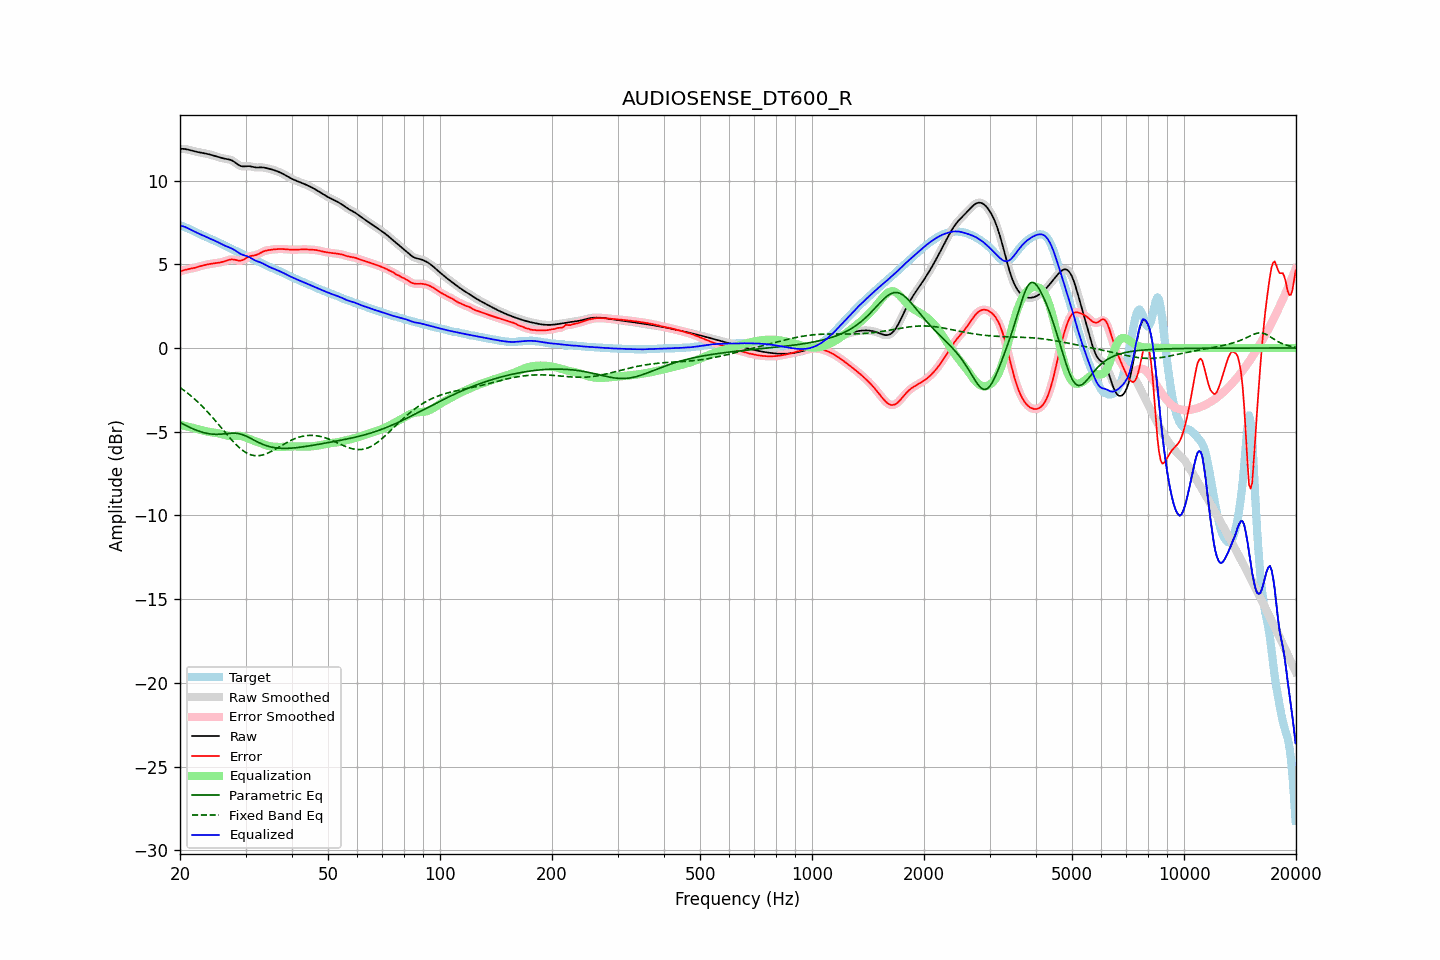 AUDIOSENSE_DT600_R
Amplitude (dBr)
10
5
0
−5
−10
−15
−20
−25
−30
Target
Raw Smoothed
Error Smoothed
Raw
Error
Equalization
Parametric Eq
Fixed Band Eq
Equalized
20 50 100 200 500 1000 2000 5000 10000 20000
Frequency (Hz)